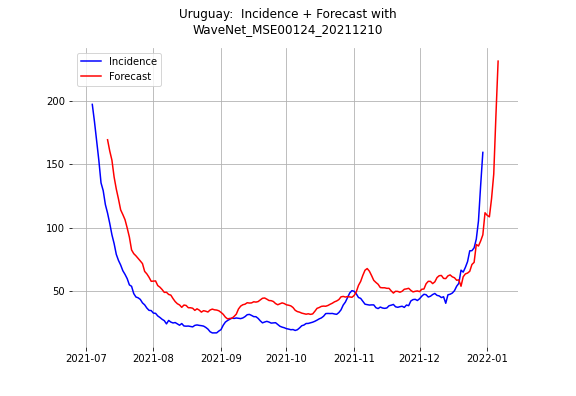 Uruguay:  Incidence + Forecast with
WaveNet_MSE00124_20211210
Incidence
Forecast
200
150
100
50
2021-07 2021-08 2021-09 2021-10 2021-11 2021-12 2022-01